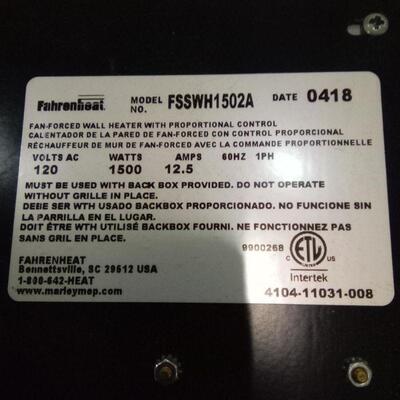 Fahrenheat MODEL NO. FSSWH1502A DATE 0418
FAN-FORCED WALL HEATER WITH PROPORTIONAL CONTROL
CALENTADOR DE LA PARED DE FAN-FORCED CON CONTROL PROPORCIONAL
RÉCHAUFFEUR DE MUR DE FAN-FORCED AVEC LA COMMANDE PROPORTIONNELLE
VOLTS AC WATTS AMPS 60HZ 1PH
120 1500 12.5
MUST BE USED WITH BACK BOX PROVIDED. DO NOT OPERATE
WITHOUT GRILLE IN PLACE.
DEBE SER WTH USADO BACKBOX PROPORCIONADO. NO FUNCIONE SIN
LA PARRILLA EN EL LUGAR.
DOIT ÊTRE WTH UTILISÉ BACKBOX FOURNI. NE FONCTIONNEZ PAS
SANS GRIL EN PLACE.
9900268
C ETL US
LISTED
Intertek
FAHRENHEAT
Bennettsville, SC 29512 USA
1-800-642-HEAT
www.marleymep.com
4104-11031-008